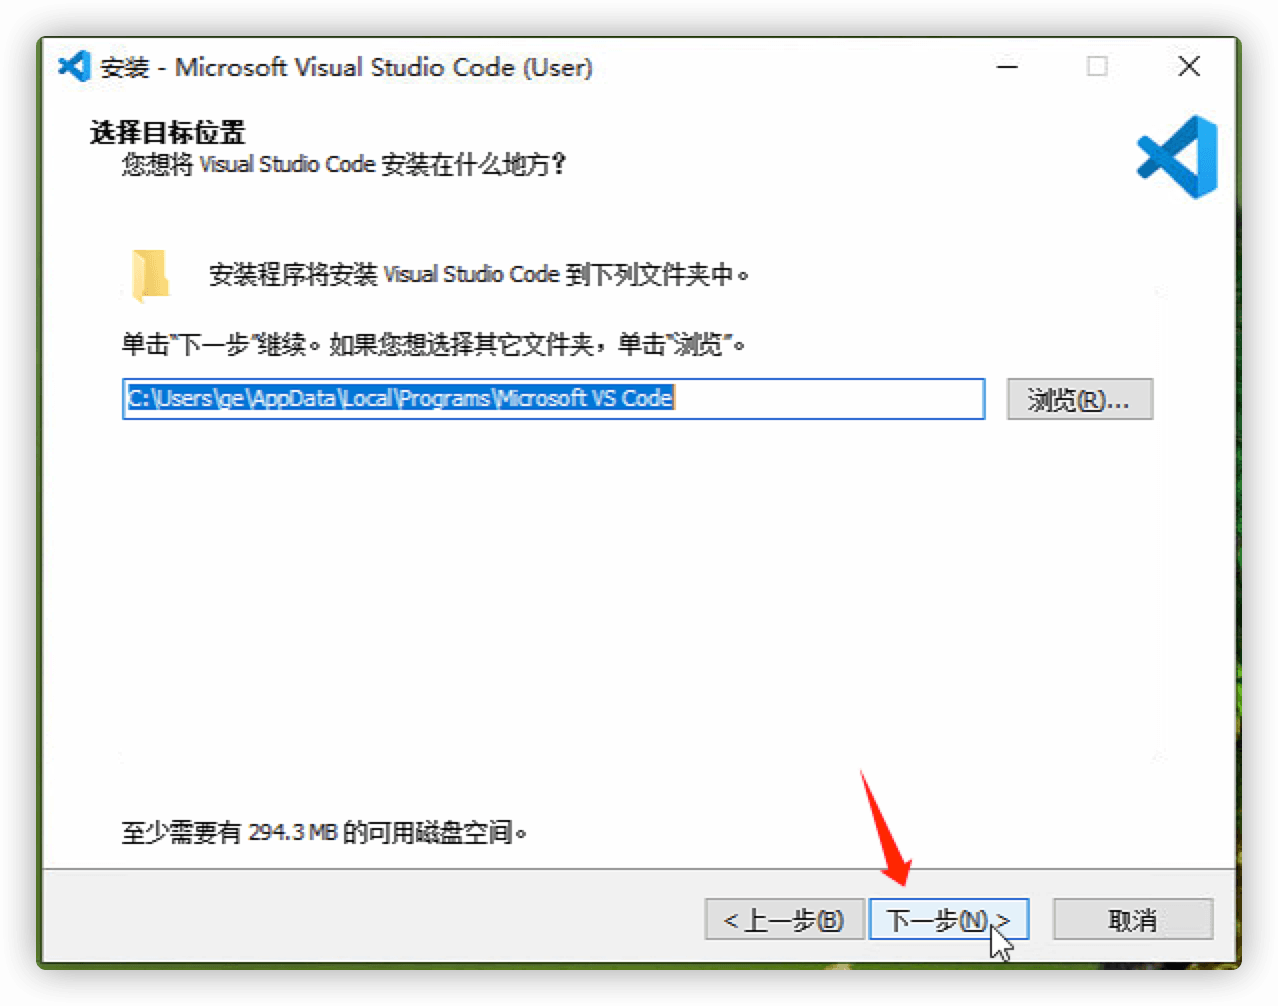 安装 - Microsoft Visual Studio Code (User)
选择目标位置
您想将 Visual Studio Code 安装在什么地方？
安装程序将安装 Visual Studio Code 到下列文件夹中。
单击“下一步”继续。如果您想选择其它文件夹，单击“浏览”。
C:\Users\ge\AppData\Local\Programs\Microsoft VS Code
浏览(R)...
至少需要有 294.3 MB 的可用磁盘空间。
< 上一步(B)
下一步(N) >
取消